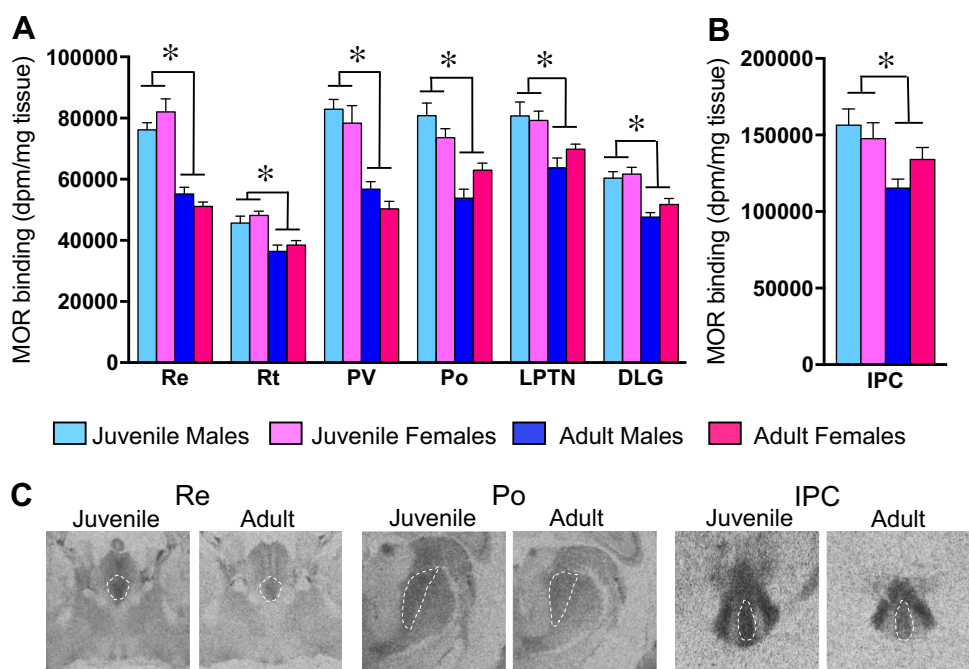 A
MOR binding (dpm/mg tissue)
100000
80000
60000
40000
20000
0
*
*
*
*
*
*
Re Rt PV Po LPTN DLG
B
MOR binding (dpm/mg tissue)
200000
150000
100000
50000
0
*
IPC
Juvenile Males Juvenile Females Adult Males Adult Females
C
Re Po IPC
Juvenile Adult Juvenile Adult Juvenile Adult